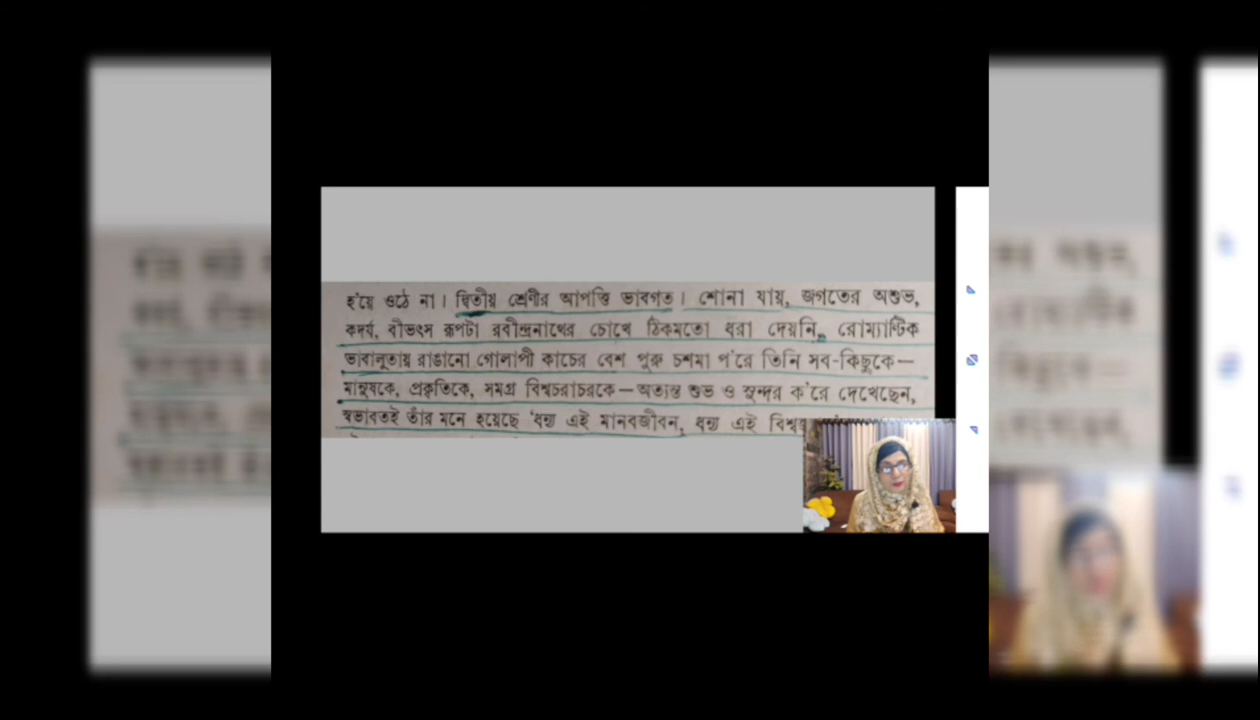 হ'য়ে ওঠে না। দ্বিতীয় শ্রেণীর আপত্তি ভাবগত। শোনা যায়, জগতের অশুভ,
কদর্য, বীভৎস রূপটা রবীন্দ্রনাথের চোখে ঠিকমতো ধরা দেয়নি, রোম্যাণ্টিক
ভাবালুতায় রাঙানো গোলাপী কাচের বেশ পুরু চশমা প'রে তিনি সব-কিছুকে—
মানুষকে, প্রকৃতিকে, সমগ্র বিশ্বচরাচরকে—অত্যন্ত শুভ ও সুন্দর ক'রে দেখেছেন,
স্বভাবতই তাঁর মনে হয়েছে 'ধন্য এই মানবজীবন, ধন্য এই